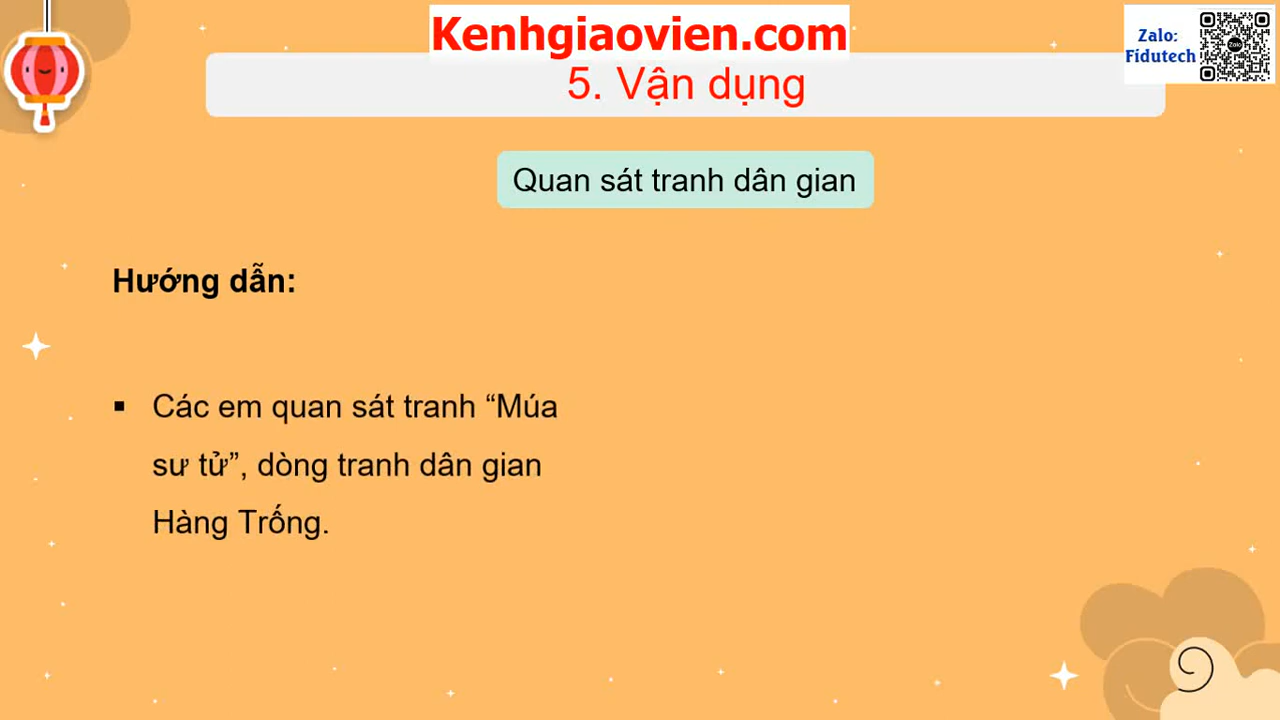 Kenhgiaovien.com
Zalo:
Fidutech
Zalo
5. Vận dụng
Quan sát tranh dân gian
Hướng dẫn:
▪ Các em quan sát tranh “Múa
sư tử”, dòng tranh dân gian
Hàng Trống.